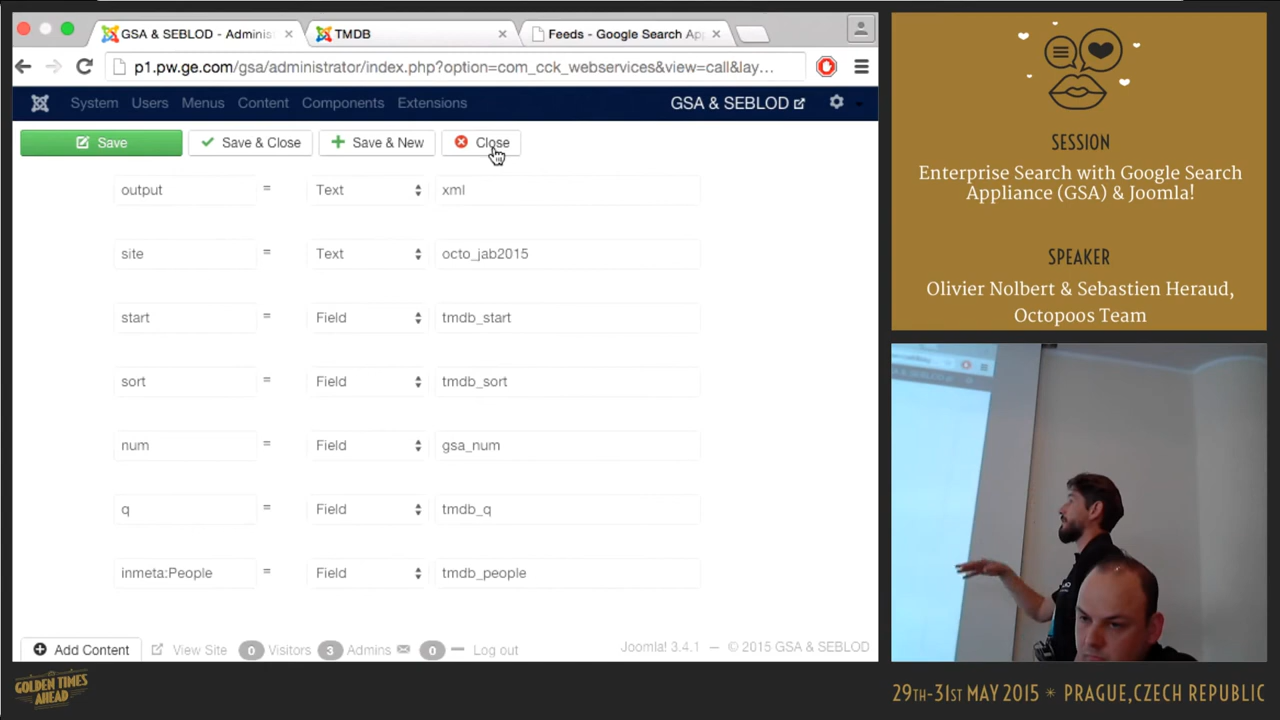 GSA & SEBLOD - Adminis
TMDB
Feeds - Google Search App
p1.pw.ge.com/gsa/administrator/index.php?option=com_cck_webservices&view=call&lay...
System Users Menus Content Components Extensions GSA & SEBLOD
Save Save & Close Save & New Close
output = Text xml
site = Text octo_jab2015
start = Field tmdb_start
sort = Field tmdb_sort
num = Field gsa_num
q = Field tmdb_q
inmeta:People = Field tmdb_people
Add Content View Site 0 Visitors 3 Admins 0 Log out Joomla! 3.4.1 — © 2015 GSA & SEBLOD
SESSION
Enterprise Search with Google Search
Appliance (GSA) & Joomla!
SPEAKER
Olivier Nolbert & Sebastien Heraud,
Octopoos Team
GOLDEN TIMES
AHEAD
29TH-31ST MAY 2015 * PRAGUE,CZECH REPUBLIC